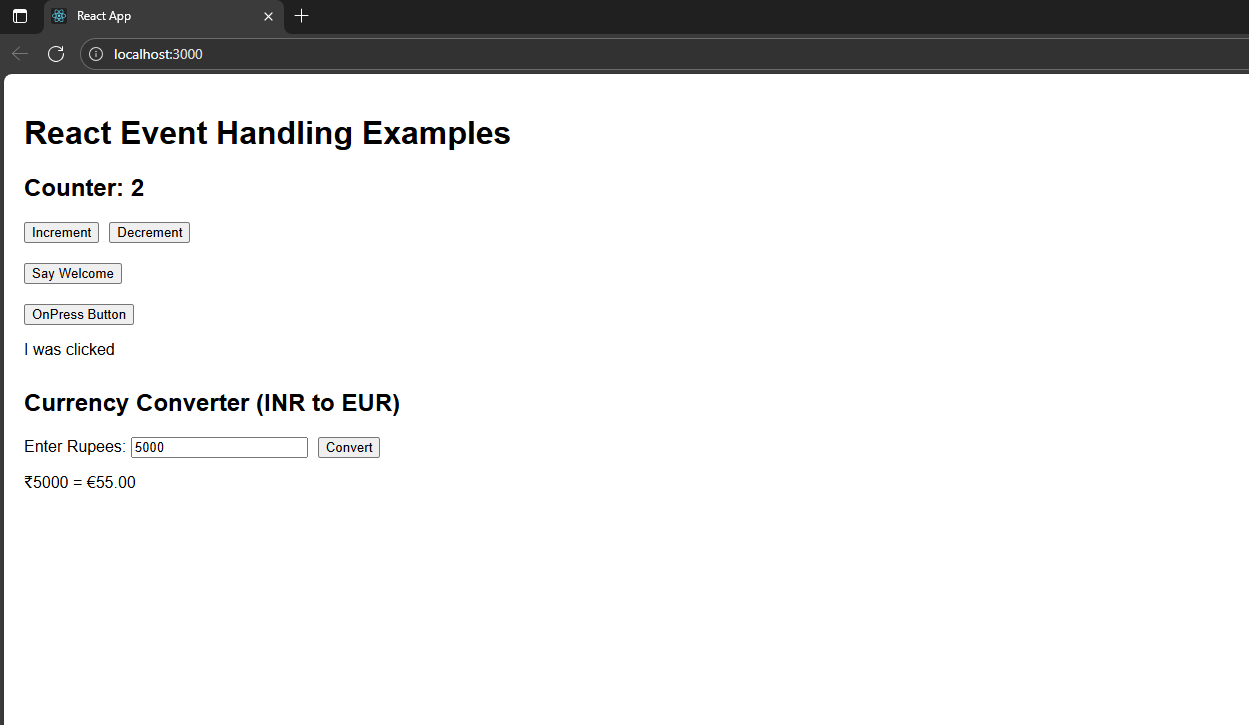 React App
localhost:3000
React Event Handling Examples
Counter: 2
Increment Decrement
Say Welcome
OnPress Button
I was clicked
Currency Converter (INR to EUR)
Enter Rupees: 5000 Convert
₹5000 = €55.00